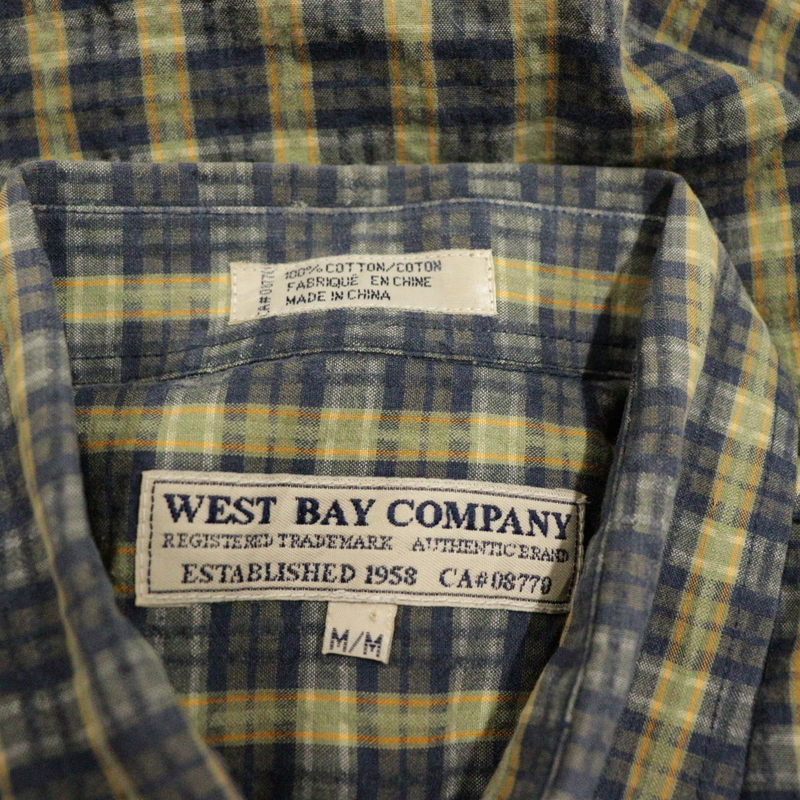 100% COTTON/COTON
FABRIQUÉ EN CHINE
MADE IN CHINA
WEST BAY COMPANY
REGISTERED TRADEMARK AUTHENTIC BRAND
ESTABLISHED 1958 CA#08779
M/M